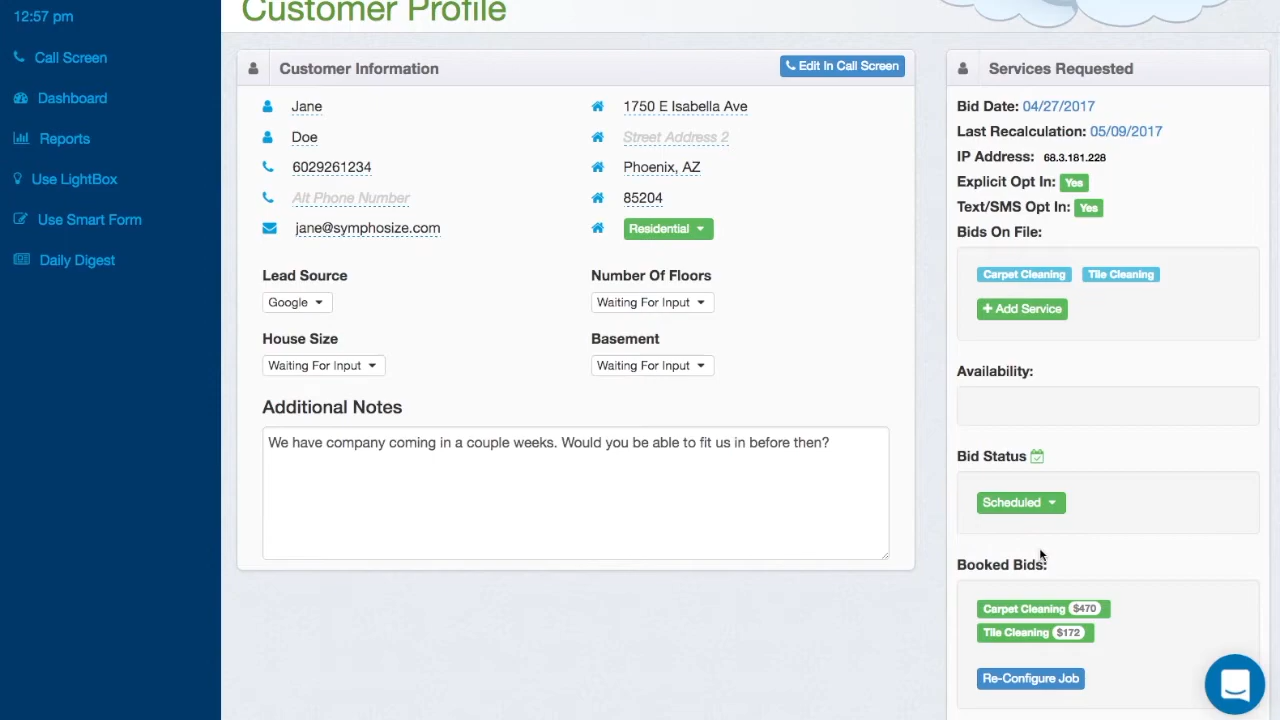 12:57 pm
Call Screen
Dashboard
Reports
Use LightBox
Use Smart Form
Daily Digest
Customer Profile
Customer Information
Edit In Call Screen
Jane
Doe
6029261234
Alt Phone Number
jane@symphosize.com
1750 E Isabella Ave
Street Address 2
Phoenix, AZ
85204
Residential
Lead Source
Google
Number Of Floors
Waiting For Input
House Size
Waiting For Input
Basement
Waiting For Input
Additional Notes
We have company coming in a couple weeks. Would you be able to fit us in before then?
Services Requested
Bid Date: 04/27/2017
Last Recalculation: 05/09/2017
IP Address: 68.3.181.228
Explicit Opt In: Yes
Text/SMS Opt In: Yes
Bids On File:
Carpet Cleaning Tile Cleaning
+ Add Service
Availability:
Bid Status
Scheduled
Booked Bids:
Carpet Cleaning $470
Tile Cleaning $172
Re-Configure Job